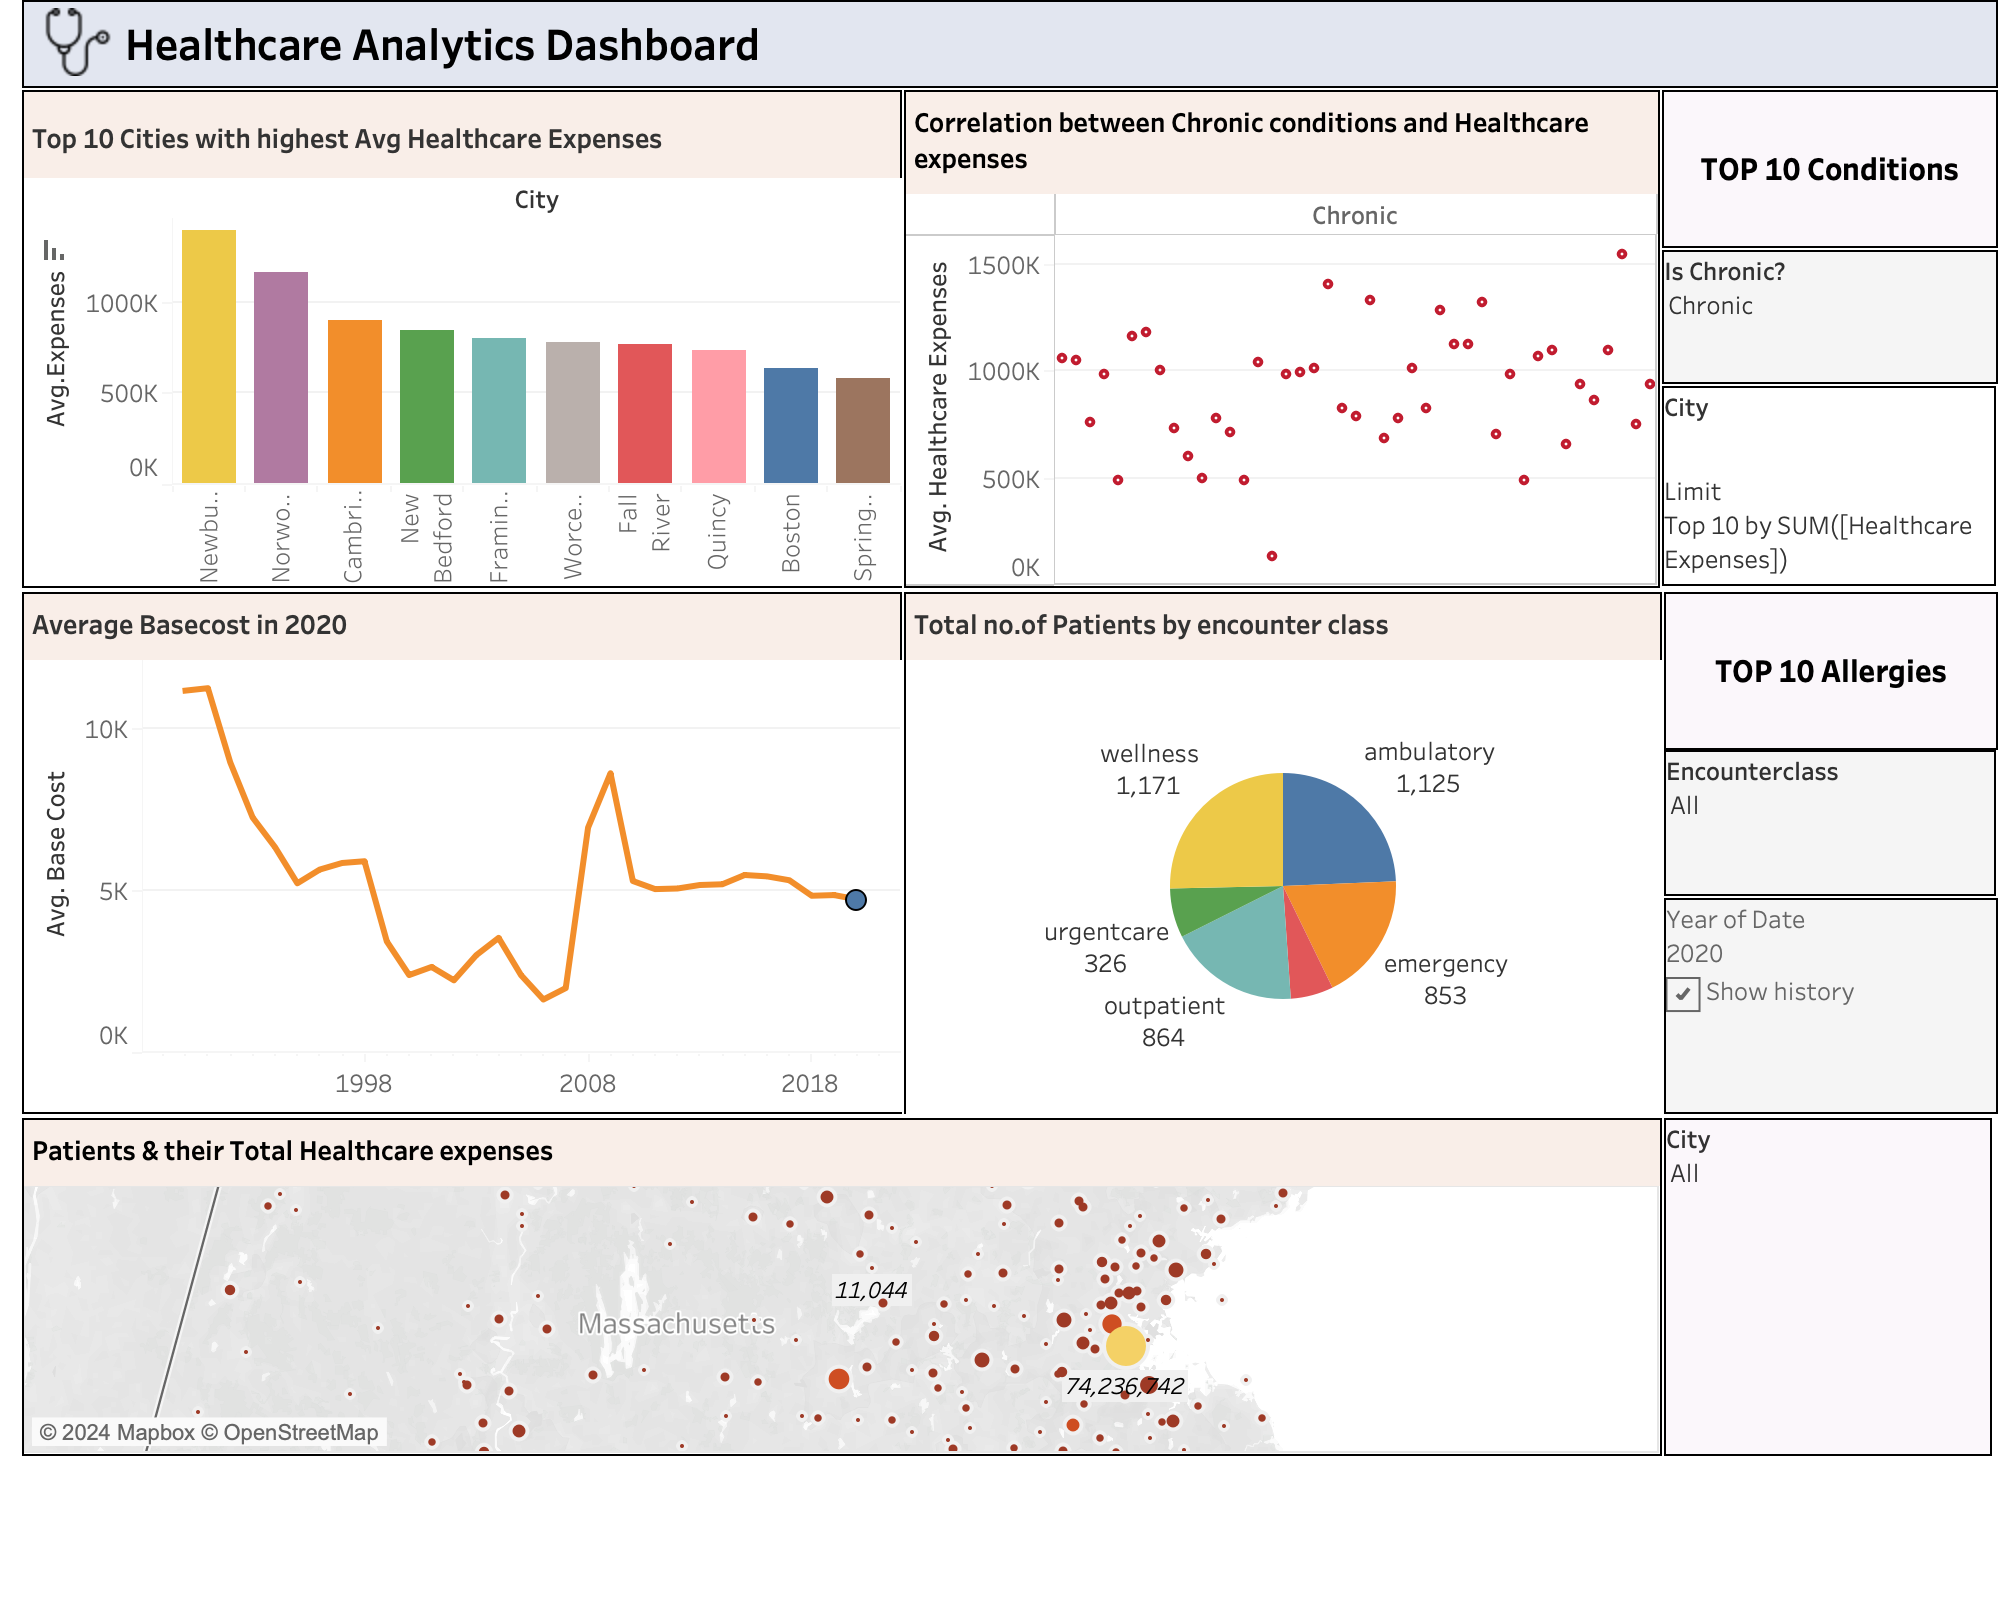 Healthcare Analytics Dashboard
Top 10 Cities with highest Avg Healthcare Expenses
City
Avg.Expenses
1000K
500K
0K
Newbu..
Norwo..
Cambri..
New
Bedford
Framin..
Worce..
Fall
River
Quincy
Boston
Spring..
Correlation between Chronic conditions and Healthcare
expenses
Chronic
Avg. Healthcare Expenses
1500K
1000K
500K
0K
TOP 10 Conditions
Is Chronic?
Chronic
City
Limit
Top 10 by SUM([Healthcare
Expenses])
Average Basecost in 2020
Avg. Base Cost
10K
5K
0K
1998
2008
2018
Total no.of Patients by encounter class
wellness
1,171
ambulatory
1,125
urgentcare
326
emergency
853
outpatient
864
TOP 10 Allergies
Encounterclass
All
Year of Date
2020
Show history
Patients & their Total Healthcare expenses
11,044
Massachusetts
74,236,742
© 2024 Mapbox © OpenStreetMap
City
All